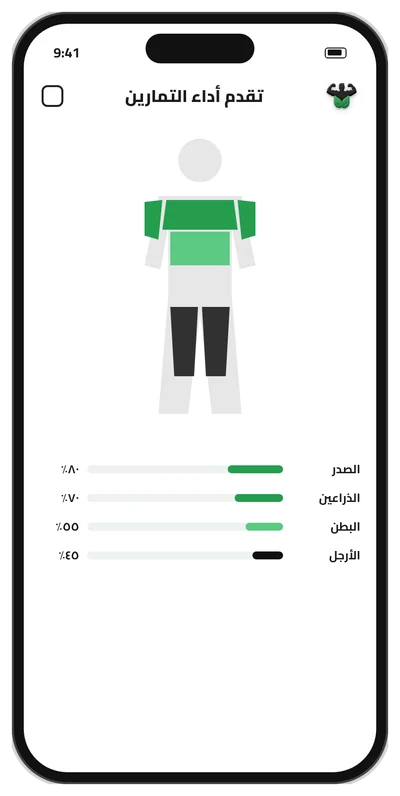 9:41
تقدم أداء التمارين
الصدر ٪٨٠
الذراعين ٪٧٠
البطن ٪٥٥
الأرجل ٪٤٥